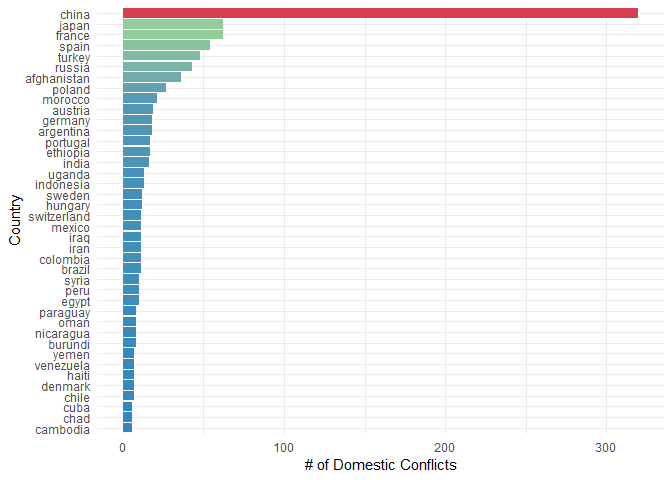 china
japan
france
spain
turkey
russia
afghanistan
poland
morocco
austria
germany
argentina
portugal
ethiopia
india
uganda
indonesia
sweden
hungary
switzerland
mexico
iraq
iran
colombia
brazil
syria
peru
egypt
paraguay
oman
nicaragua
burundi
yemen
venezuela
haiti
denmark
chile
cuba
chad
cambodia
Country
0 100 200 300
# of Domestic Conflicts